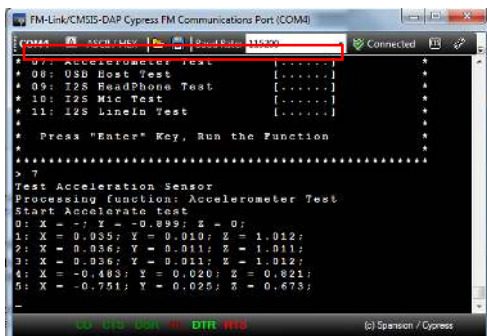 FM-Link/CMSIS-DAP Cypress FM Communications Port (COM4)
COM4 ASCII/HEX Baud Rate: 115200 Connected
* 07: Accelerometer Test [......] *
* 08: USB Host Test [......] *
* 09: I2S HeadPhone Test [......] *
* 10: I2S Mic Test [......] *
* 11: I2S LineIn Test [......] *
* *
* Press "Enter" Key, Run the Function *
* *
****************************************
> 7
Test Acceleration Sensor
Processing function: Accelerometer Test
Start Accelerate test
0: X = -; Y = -0.899; Z = 0;
1: X = 0.035; Y = 0.010; Z = 1.012;
2: X = 0.036; Y = 0.011; Z = 1.011;
3: X = 0.036; Y = 0.011; Z = 1.012;
4: X = -0.483; Y = 0.020; Z = 0.821;
5: X = -0.751; Y = 0.025; Z = 0.673;
_
CD CTS DSR RI DTR RTS (c) Spansion / Cypress